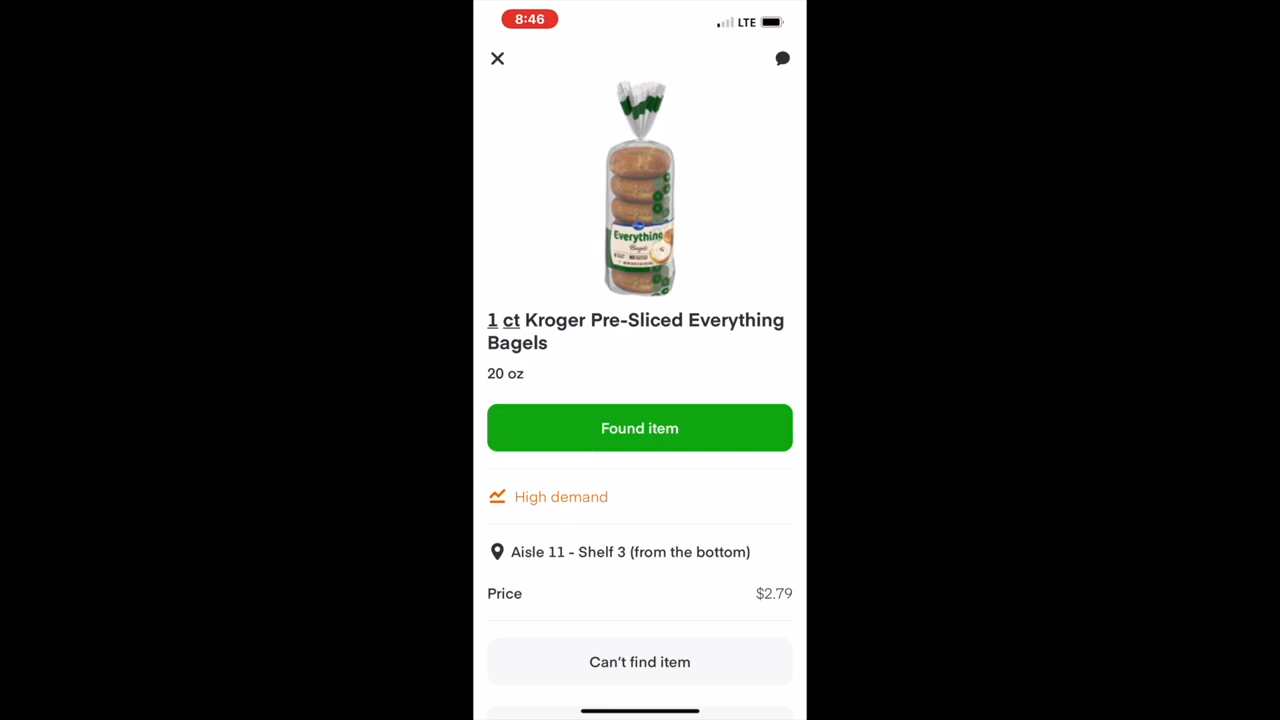 8:46
LTE
Everything
Bagels
1 ct Kroger Pre-Sliced Everything
Bagels
20 oz
Found item
High demand
Aisle 11 - Shelf 3 (from the bottom)
Price $2.79
Can't find item